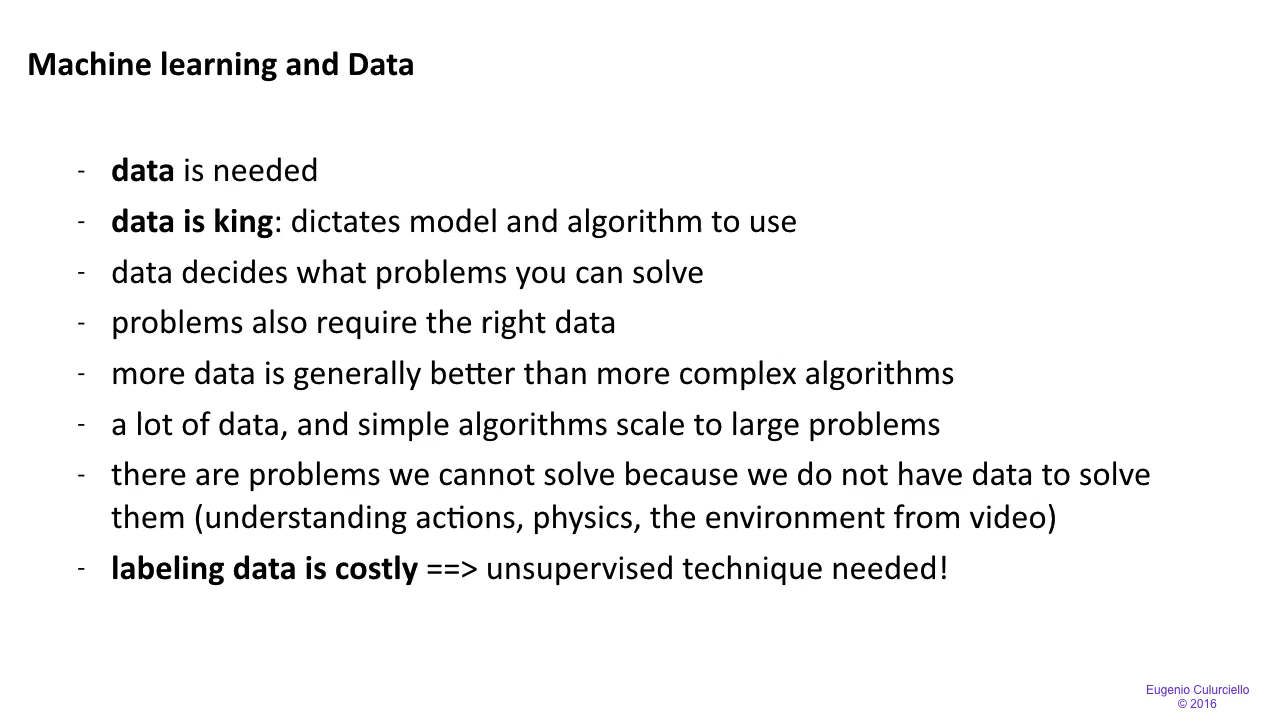 Machine learning and Data
- data is needed
- data is king: dictates model and algorithm to use
- data decides what problems you can solve
- problems also require the right data
- more data is generally better than more complex algorithms
- a lot of data, and simple algorithms scale to large problems
- there are problems we cannot solve because we do not have data to solve
them (understanding actions, physics, the environment from video)
- labeling data is costly ==> unsupervised technique needed!
Eugenio Culurciello
© 2016